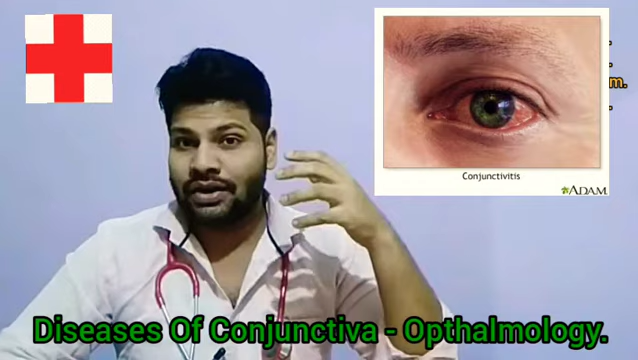 m.
Conjunctivitis
ADAM
Diseases Of Conjunctiva - Opthalmology.